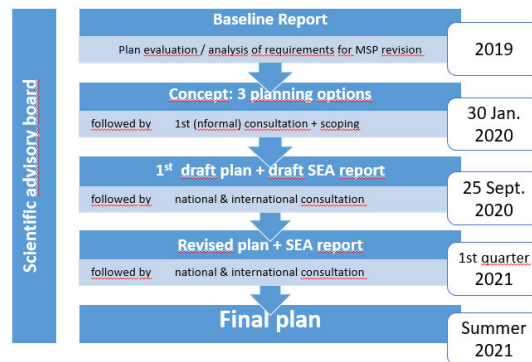 Scientific advisory board
Baseline Report
Plan evaluation / analysis of requirements for MSP revision
2019
Concept: 3 planning options
followed by 1st (nformal) consultation + scoping
30 Jan.
2020
1st draft plan + draft SEA report
followed by national & international consultation
25 Sept.
2020
Revised plan + SEA report
followed by national & international consultation
1st quarter
2021
Final plan
Summer
2021